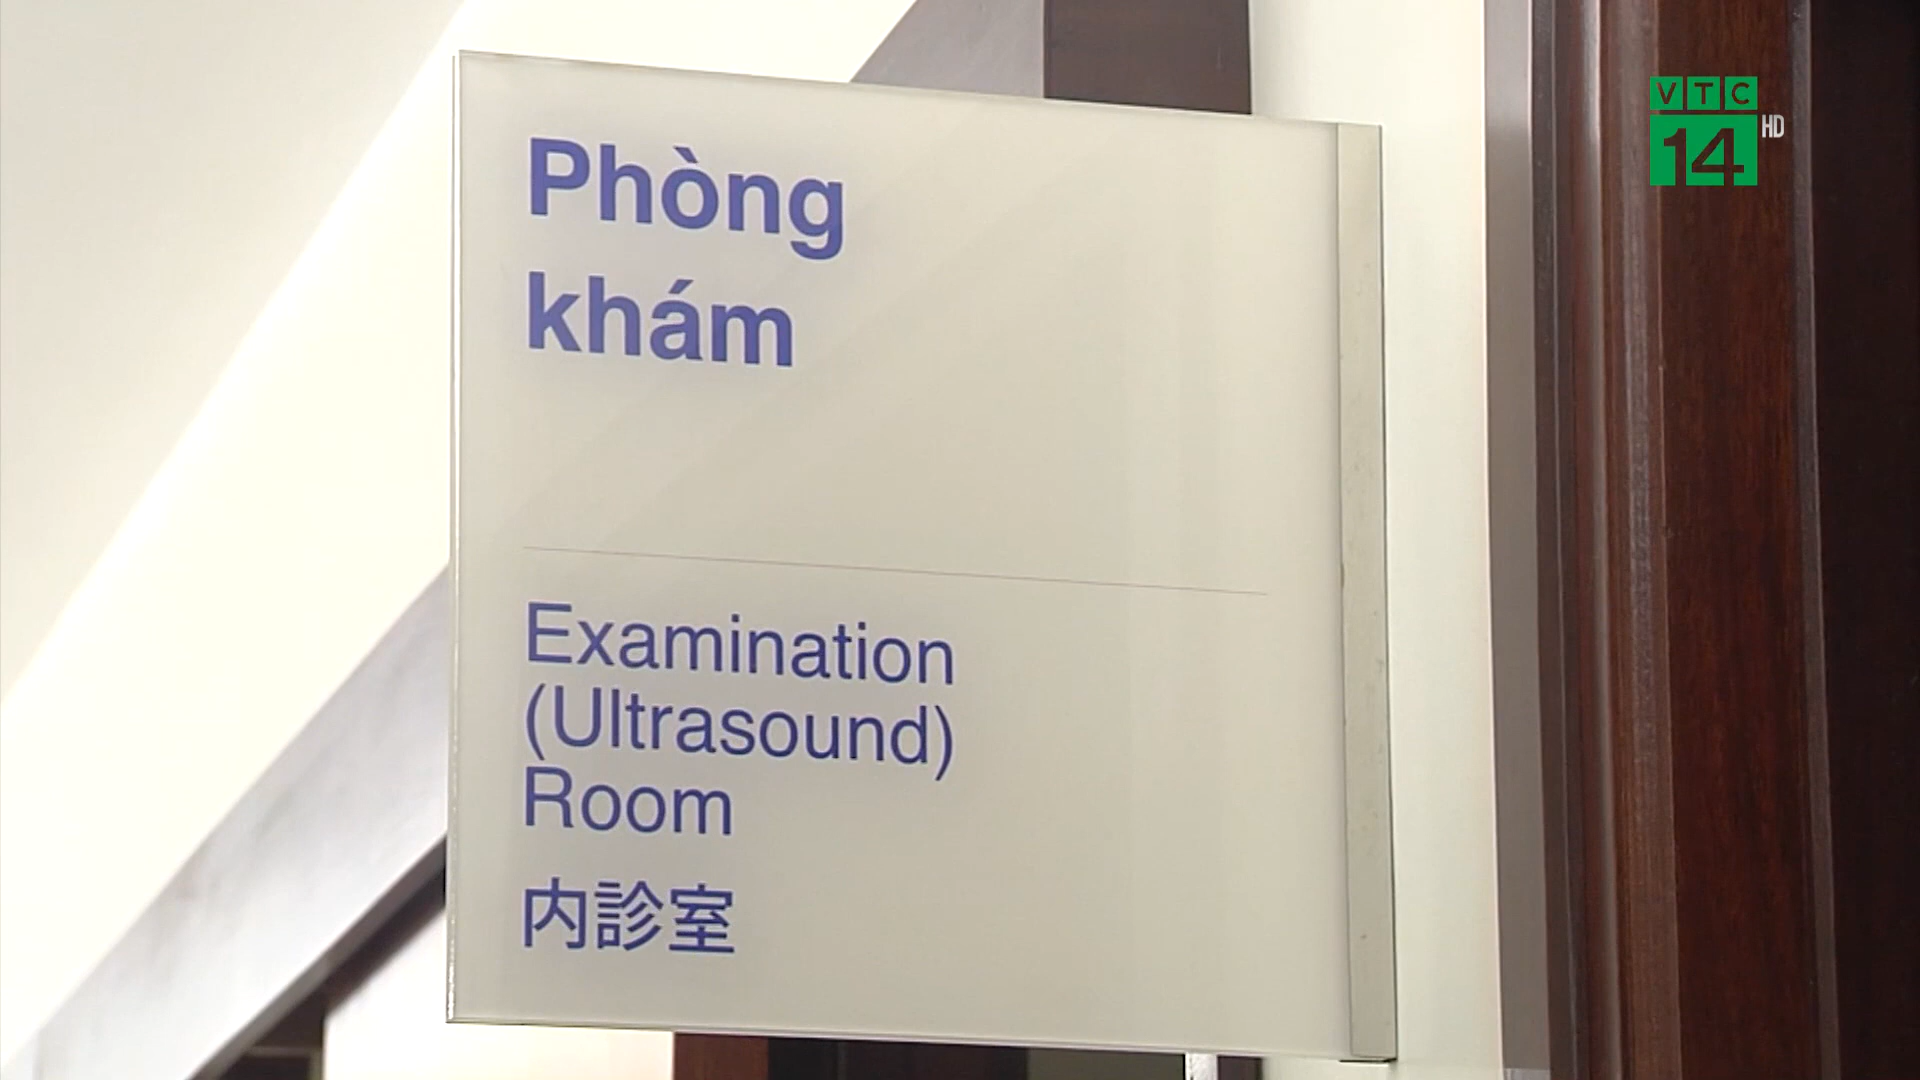 Phòng
khám
Examination
(Ultrasound)
Room
内診室
VTC
14 HD